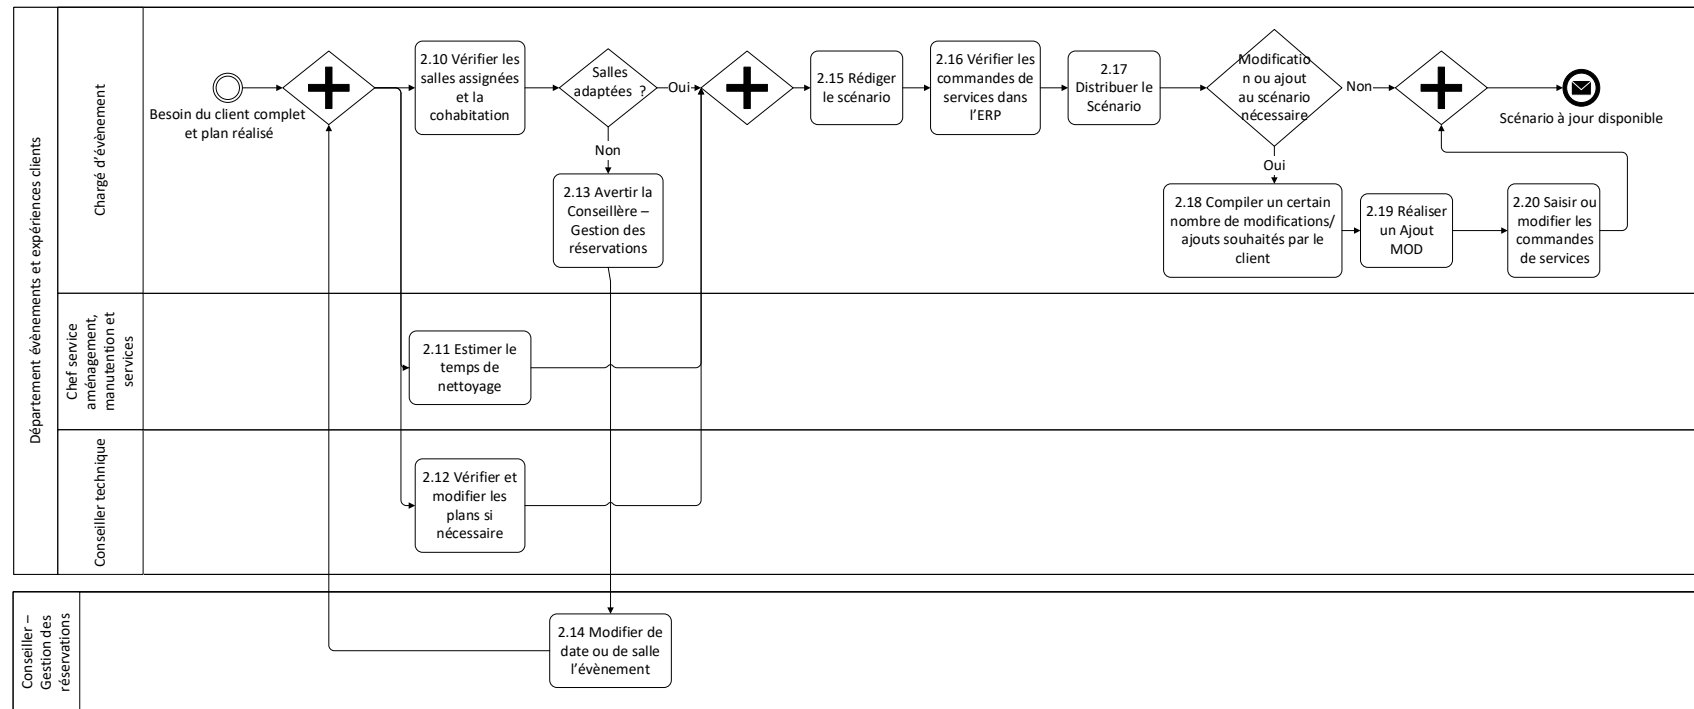 Département évènements et expériences clients
Chargé d'évènement
Besoin du client complet
et plan réalisé
2.10 Vérifier les
salles assignées
et la
cohabitation
Salles
adaptées ?
Oui
Non
2.13 Avertir la
Conseillère –
Gestion des
réservations
2.15 Rédiger
le scénario
2.16 Vérifier les
commandes de
services dans
l'ERP
2.17
Distribuer le
Scénario
Modificatio
n ou ajout
au scénario
nécessaire
Non
Oui
Scénario à jour disponible
2.18 Compiler un certain
nombre de modifications/
ajouts souhaités par le
client
2.19 Réaliser
un Ajout
MOD
2.20 Saisir ou
modifier les
commandes
de services
Chef service
aménagement,
manutention et
services
2.11 Estimer le
temps de
nettoyage
Conseiller technique
2.12 Vérifier et
modifier les
plans si
nécessaire
Conseiller –
Gestion des
réservations
2.14 Modifier de
date ou de salle
l'évènement